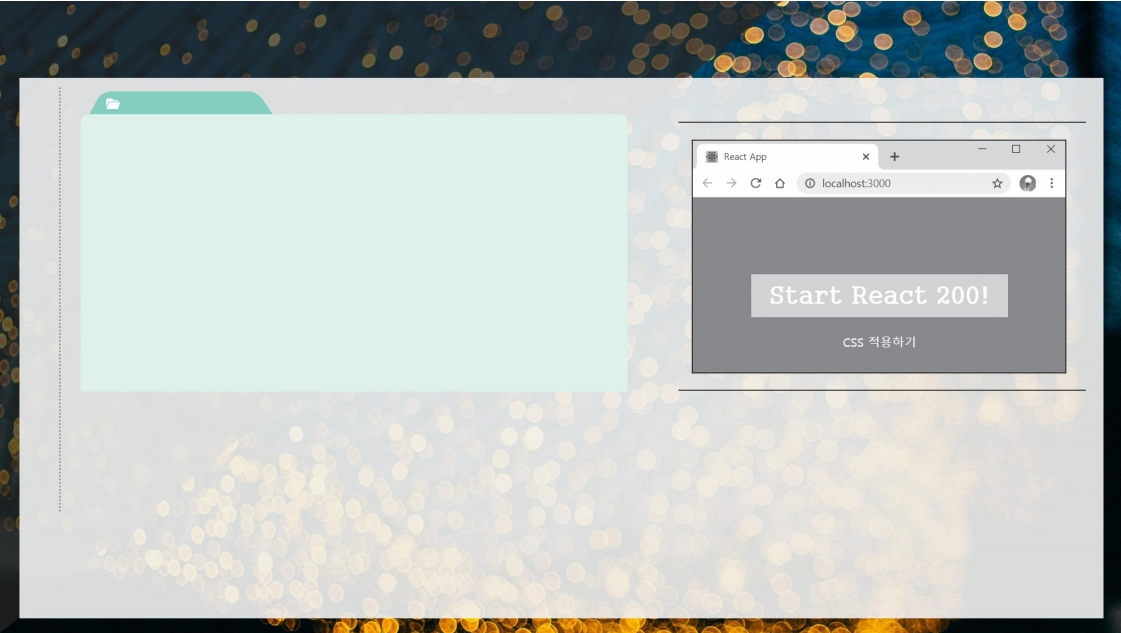 React App
localhost:3000
Start React 200!
CSS 적용하기